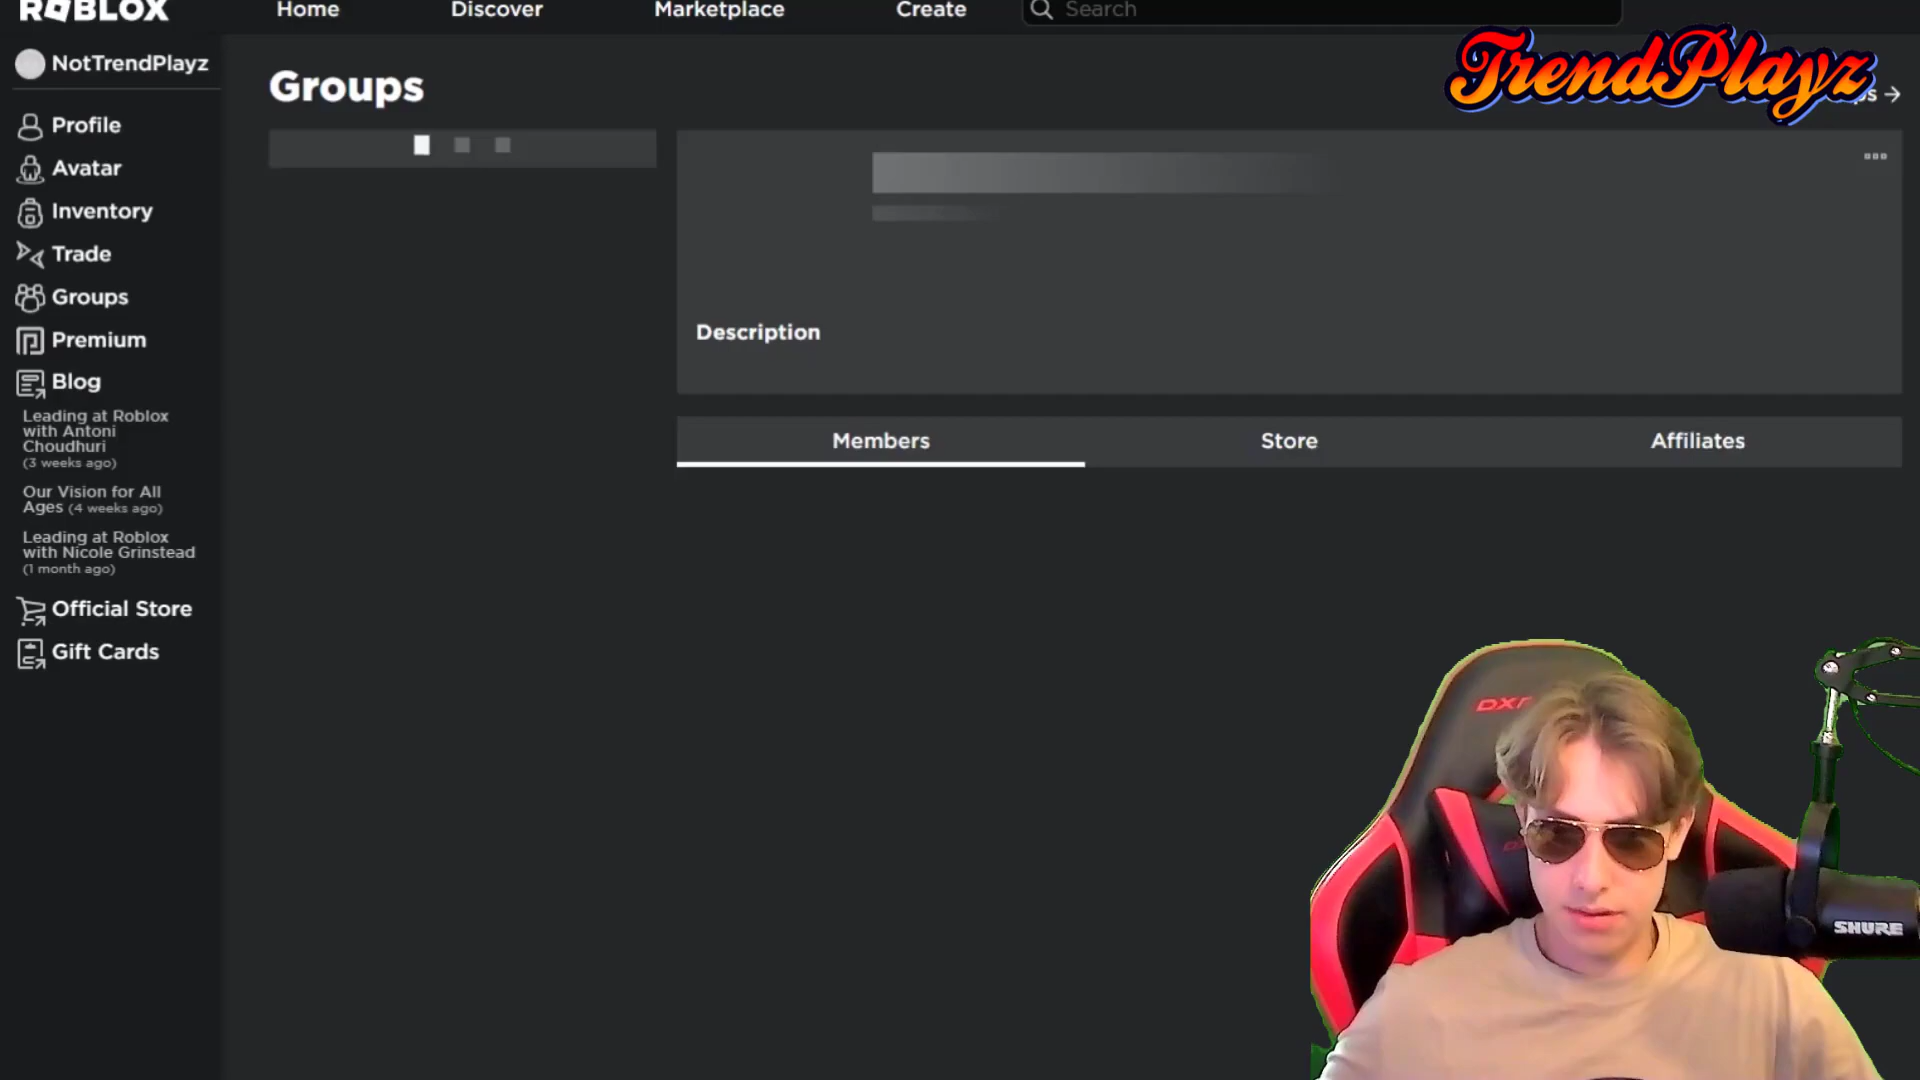 ROBLOX
Home
Discover
Marketplace
Create
Search
TrendPlayz
NotTrendPlayz
Groups
Profile
Avatar
Inventory
Trade
Groups
Premium
Blog
Leading at Roblox
with Antoni
Choudhuri
(3 weeks ago)
Our Vision for All
Ages (4 weeks ago)
Leading at Roblox
with Nicole Grinstead
(1 month ago)
Official Store
Gift Cards
Description
Members
Store
Affiliates
SHURE